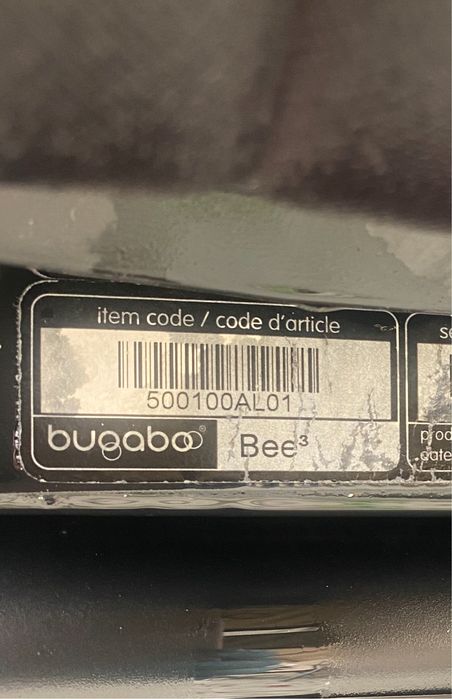 item code / code d'article
500100AL01
bugaboo® Bee³